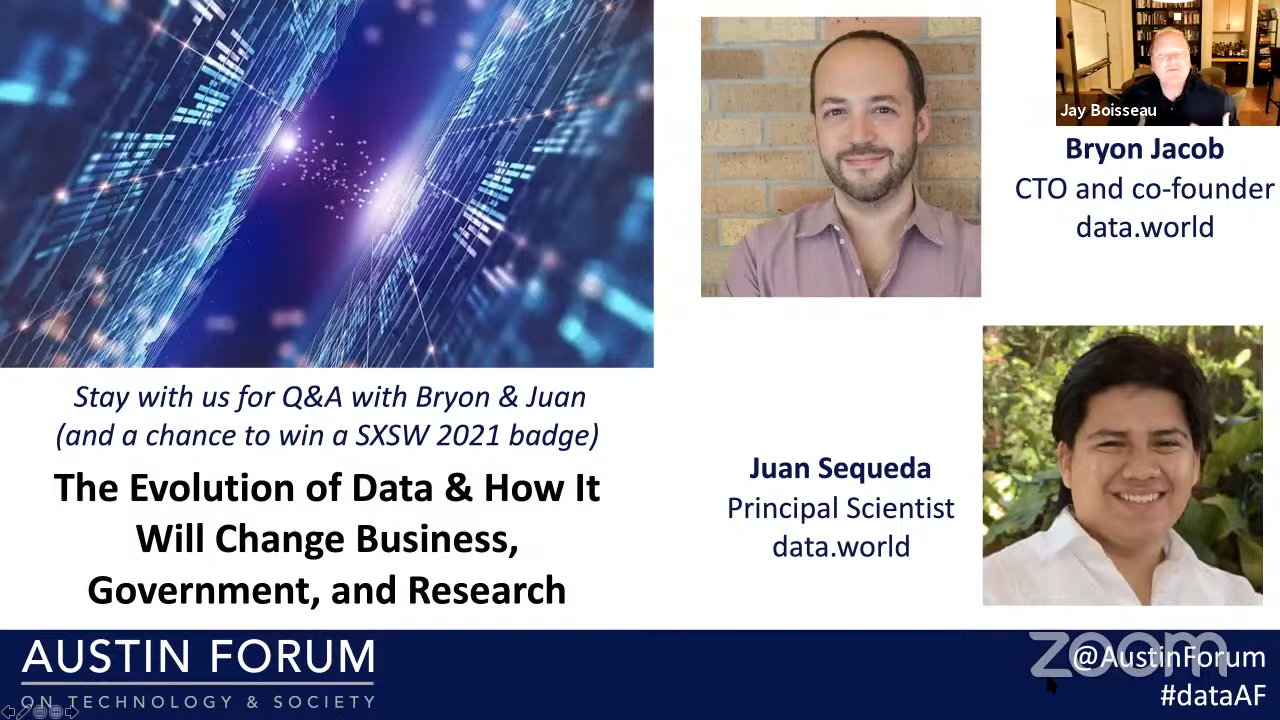 Jay Boisseau
Bryon Jacob
CTO and co-founder
data.world
Stay with us for Q&A with Bryon & Juan
(and a chance to win a SXSW 2021 badge)
The Evolution of Data & How It
Will Change Business,
Government, and Research
Juan Sequeda
Principal Scientist
data.world
AUSTIN FORUM
ON TECHNOLOGY & SOCIETY
zoom
@AustinForum
#dataAF